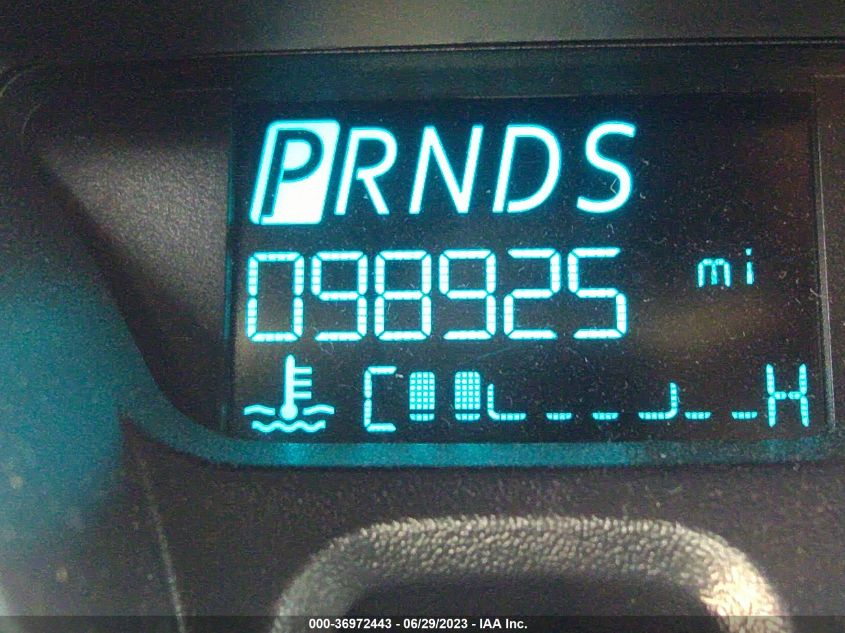 PRNDS
098925 mi
C H
000-36972443 - 06/29/2023 - IAA Inc.